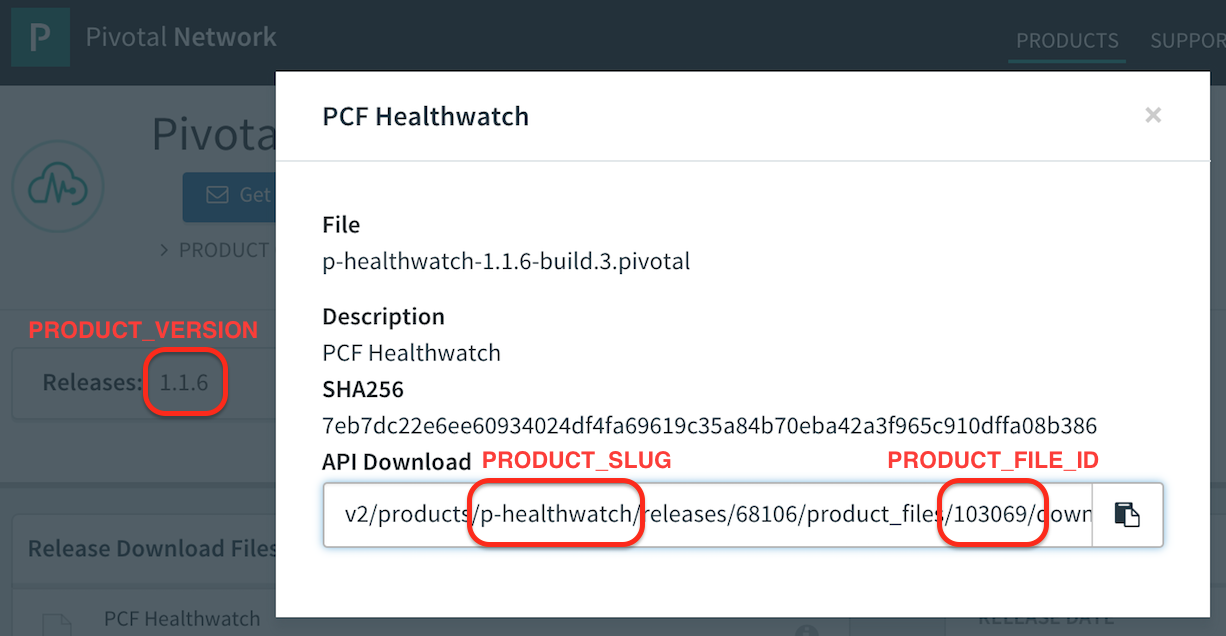 P Pivotal Network
PRODUCTS SUPPOR
PCF Healthwatch ×
Pivota
Get
> PRODUCT
File
p-healthwatch-1.1.6-build.3.pivotal
Description
PCF Healthwatch
PRODUCT_VERSION
Releases: 1.1.6
SHA256
7eb7dc22e6ee60934024df4fa69619c35a84b70eba42a3f965c910dffa08b386
API Download PRODUCT_SLUG PRODUCT_FILE_ID
v2/products/p-healthwatch/releases/68106/product_files/103069/down
Release Download Files
PCF Healthwatch
RELEASE DATE